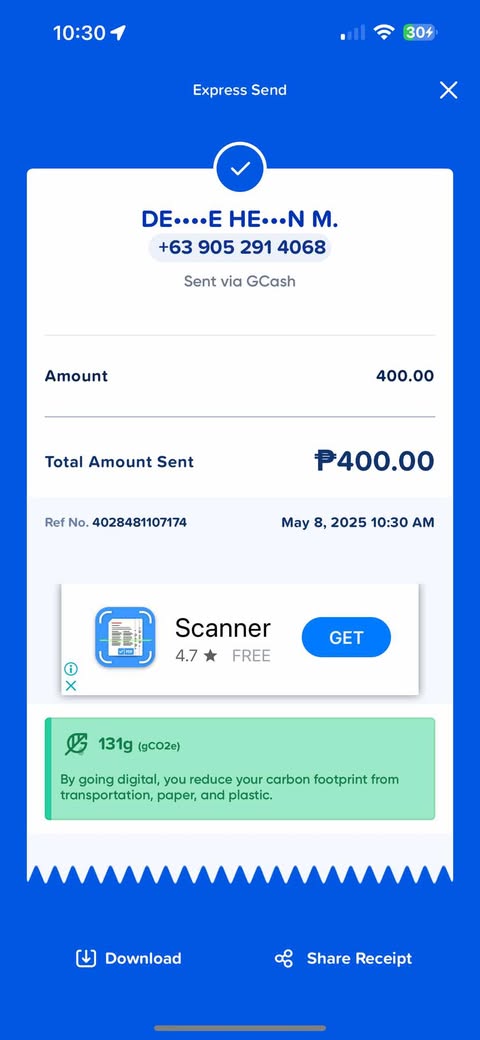 10:30
30
Express Send
DE••••E HE•••N M.
+63 905 291 4068
Sent via GCash
Amount 400.00
Total Amount Sent ₱400.00
Ref No. 4028481107174 May 8, 2025 10:30 AM
Scanner
4.7 ★ FREE
GET
131g (gCO2e)
By going digital, you reduce your carbon footprint from
transportation, paper, and plastic.
Download Share Receipt